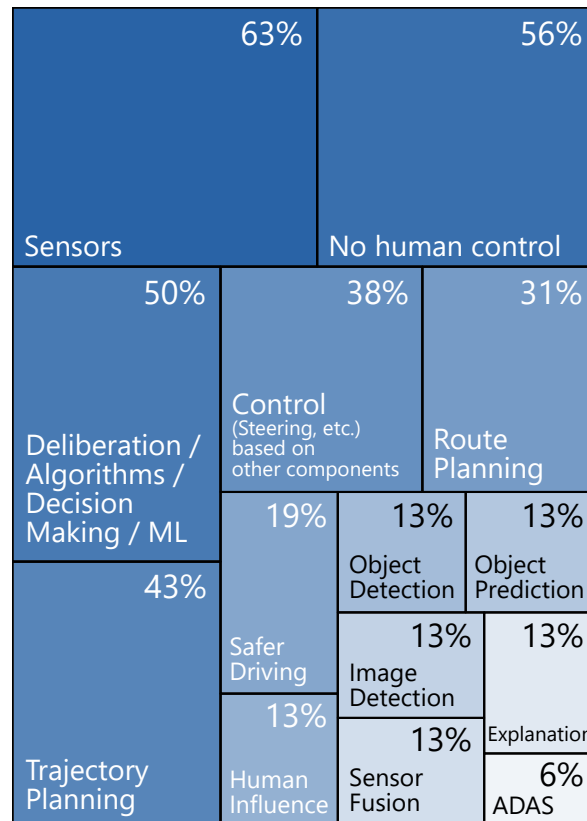 63%
Sensors
56%
No human control
50%
Deliberation /
Algorithms /
Decision
Making / ML
38%
Control
(Steering, etc.)
based on
other components
31%
Route
Planning
43%
Trajectory
Planning
19%
Safer
Driving
13%
Object
Detection
13%
Object
Prediction
13%
Image
Detection
13%
Explanation
13%
Human
Influence
13%
Sensor
Fusion
6%
ADAS